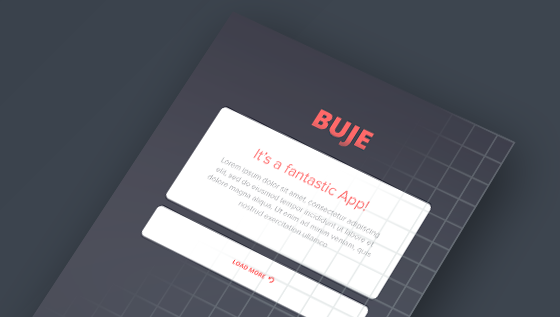 BUJE
It's a fantastic App!
Lorem ipsum dolor sit amet, consectetur adipiscing
elit, sed do eiusmod tempor incididunt ut labore et
dolore magna aliqua. Ut enim ad minim veniam, quis
nostrud exercitation ullamco.
LOAD MORE